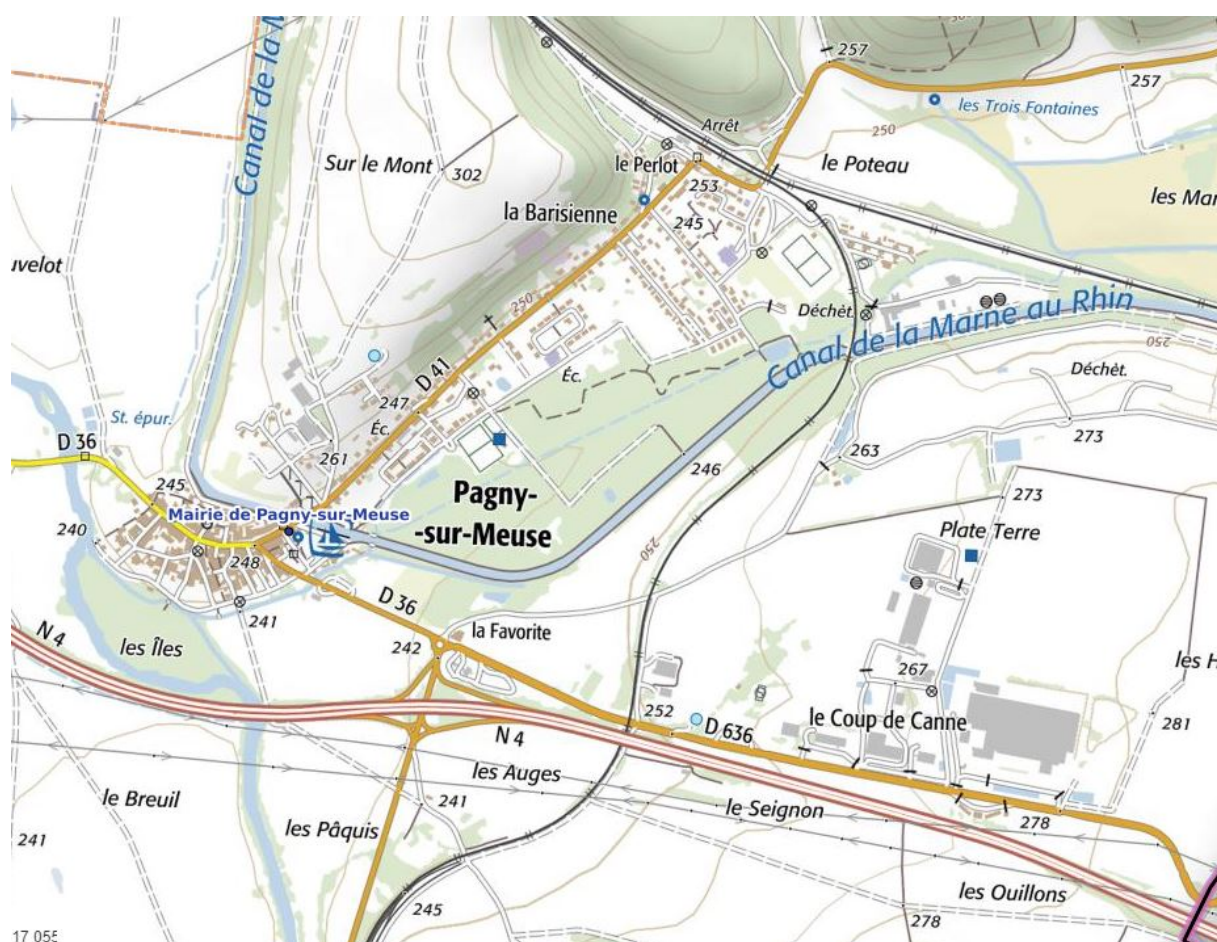 Canal de la M
257
257
les Trois Fontaines
250
Arrêt
Sur le Mont
302
le Perlot
253
le Poteau
la Barisienne
245
les Mar
uvelot
250
Déchèt.
Canal de la Marne au Rhin
250
D 41
Éc.
Déchèt.
St. épur.
247
D 36
Éc.
261
263
273
246
245
Pagny-
-sur-Meuse
273
Mairie de Pagny-sur-Meuse
Plate Terre
240
248
250
241
D 36
N 4
les Îles
la Favorite
242
267
les H
252
D 636
le Coup de Canne
281
N 4
les Auges
le Breuil
241
le Seignon
les Pâquis
278
241
245
les Ouillons
278
17 055